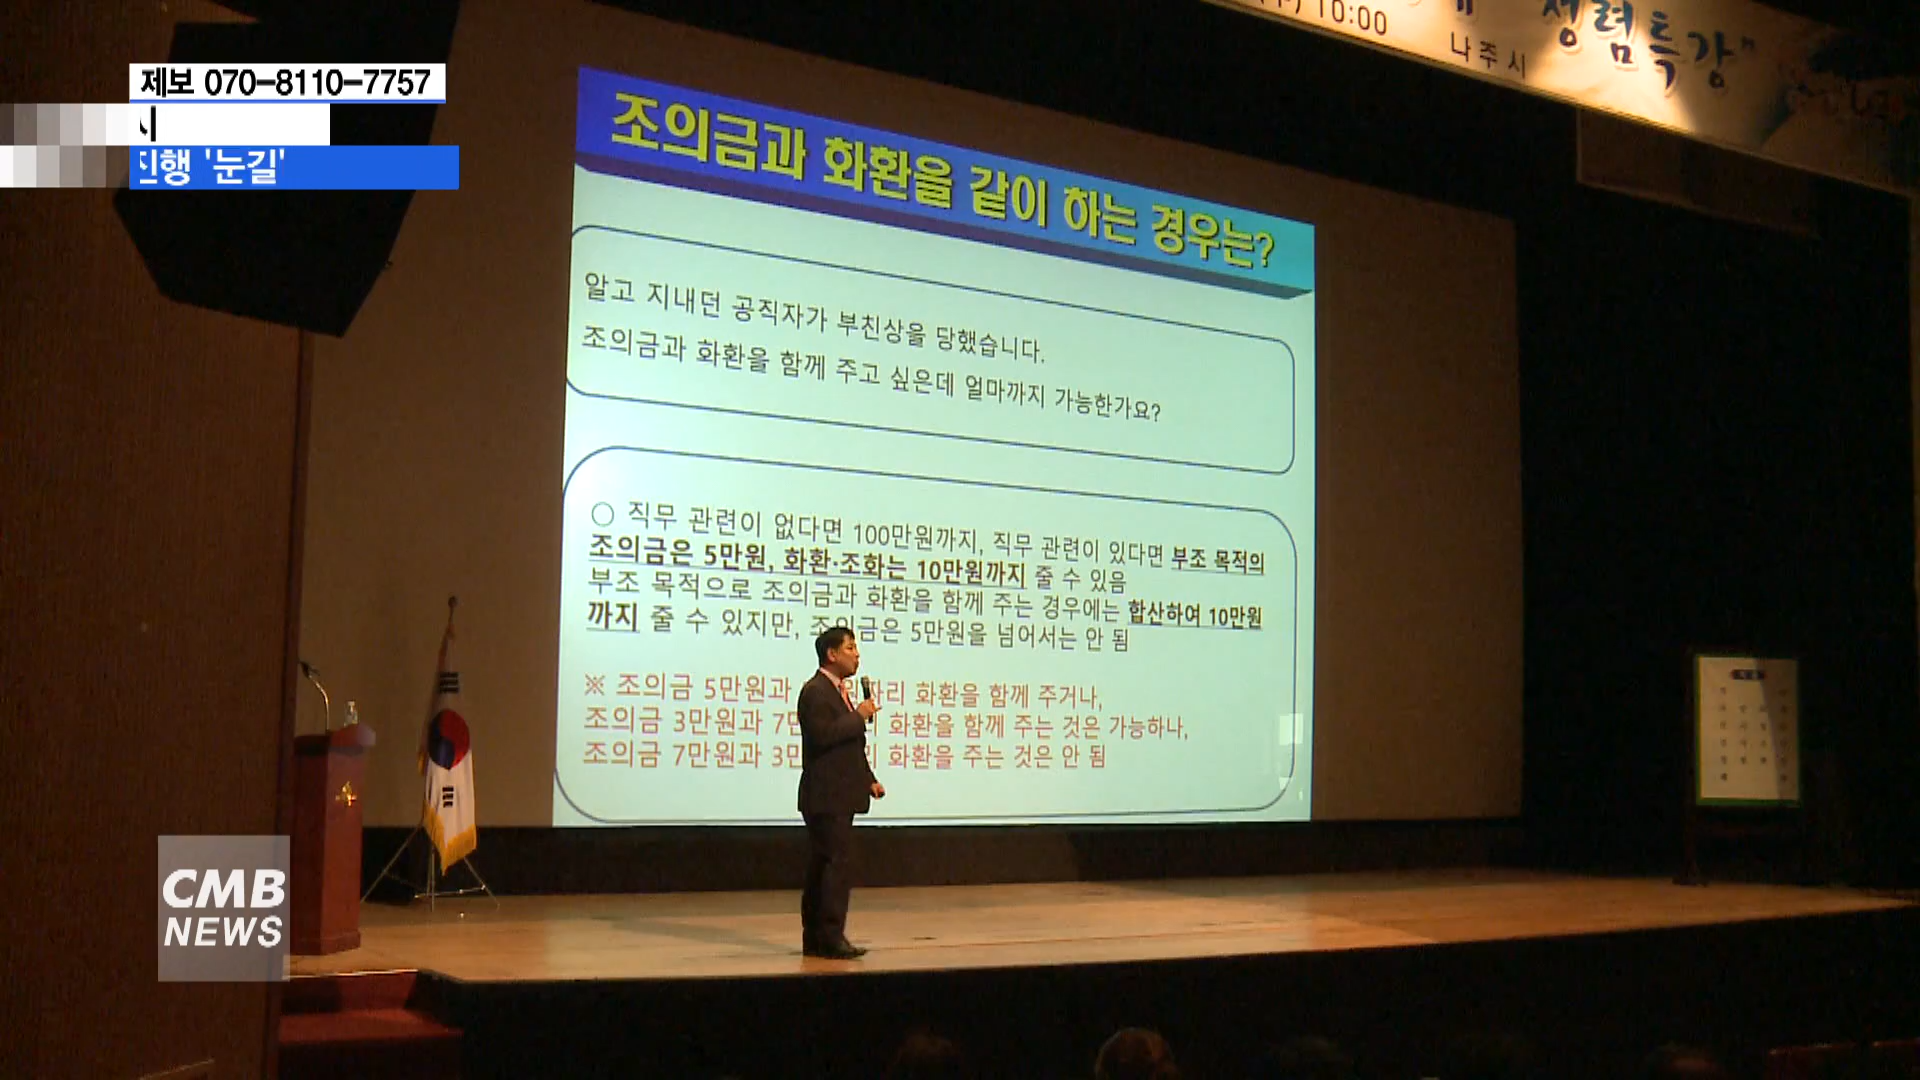 제보 070-8110-7757
시
진행 '눈길'
10:00
나주시
청렴특강"
조의금과 화환을 같이 하는 경우는?
알고 지내던 공직자가 부친상을 당했습니다.
조의금과 화환을 함께 주고 싶은데 얼마까지 가능한가요?
○ 직무 관련이 없다면 100만원까지, 직무 관련이 있다면 부조 목적의
조의금은 5만원, 화환·조화는 10만원까지 줄 수 있음
부조 목적으로 조의금과 화환을 함께 주는 경우에는 합산하여 10만원
까지 줄 수 있지만, 조의금은 5만원을 넘어서는 안 됨
※ 조의금 5만원과 화환을 함께 주거나,
조의금 3만원과 화환을 함께 주는 것은 가능하나,
조의금 7만원과 화환을 주는 것은 안 됨
CMB
NEWS